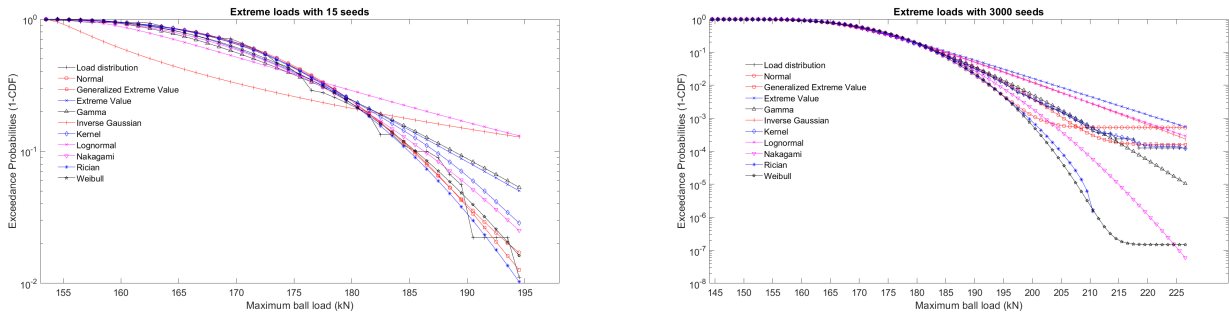 Extreme loads with 15 seeds
10^0
10^-1
10^-2
Exceedance Probabilities (1-CDF)
Load distribution
Normal
Generalized Extreme Value
Extreme Value
Gamma
Inverse Gaussian
Kernel
Lognormal
Nakagami
Rician
Weibull
155 160 165 170 175 180 185 190 195
Maximum ball load (kN)
Extreme loads with 3000 seeds
10^0
10^-1
10^-2
10^-3
10^-4
10^-5
10^-6
10^-7
10^-8
Exceedance Probabilities (1-CDF)
Load distribution
Normal
Generalized Extreme Value
Extreme Value
Gamma
Inverse Gaussian
Kernel
Lognormal
Nakagami
Rician
Weibull
145 150 155 160 165 170 175 180 185 190 195 200 205 210 215 220 225
Maximum ball load (kN)